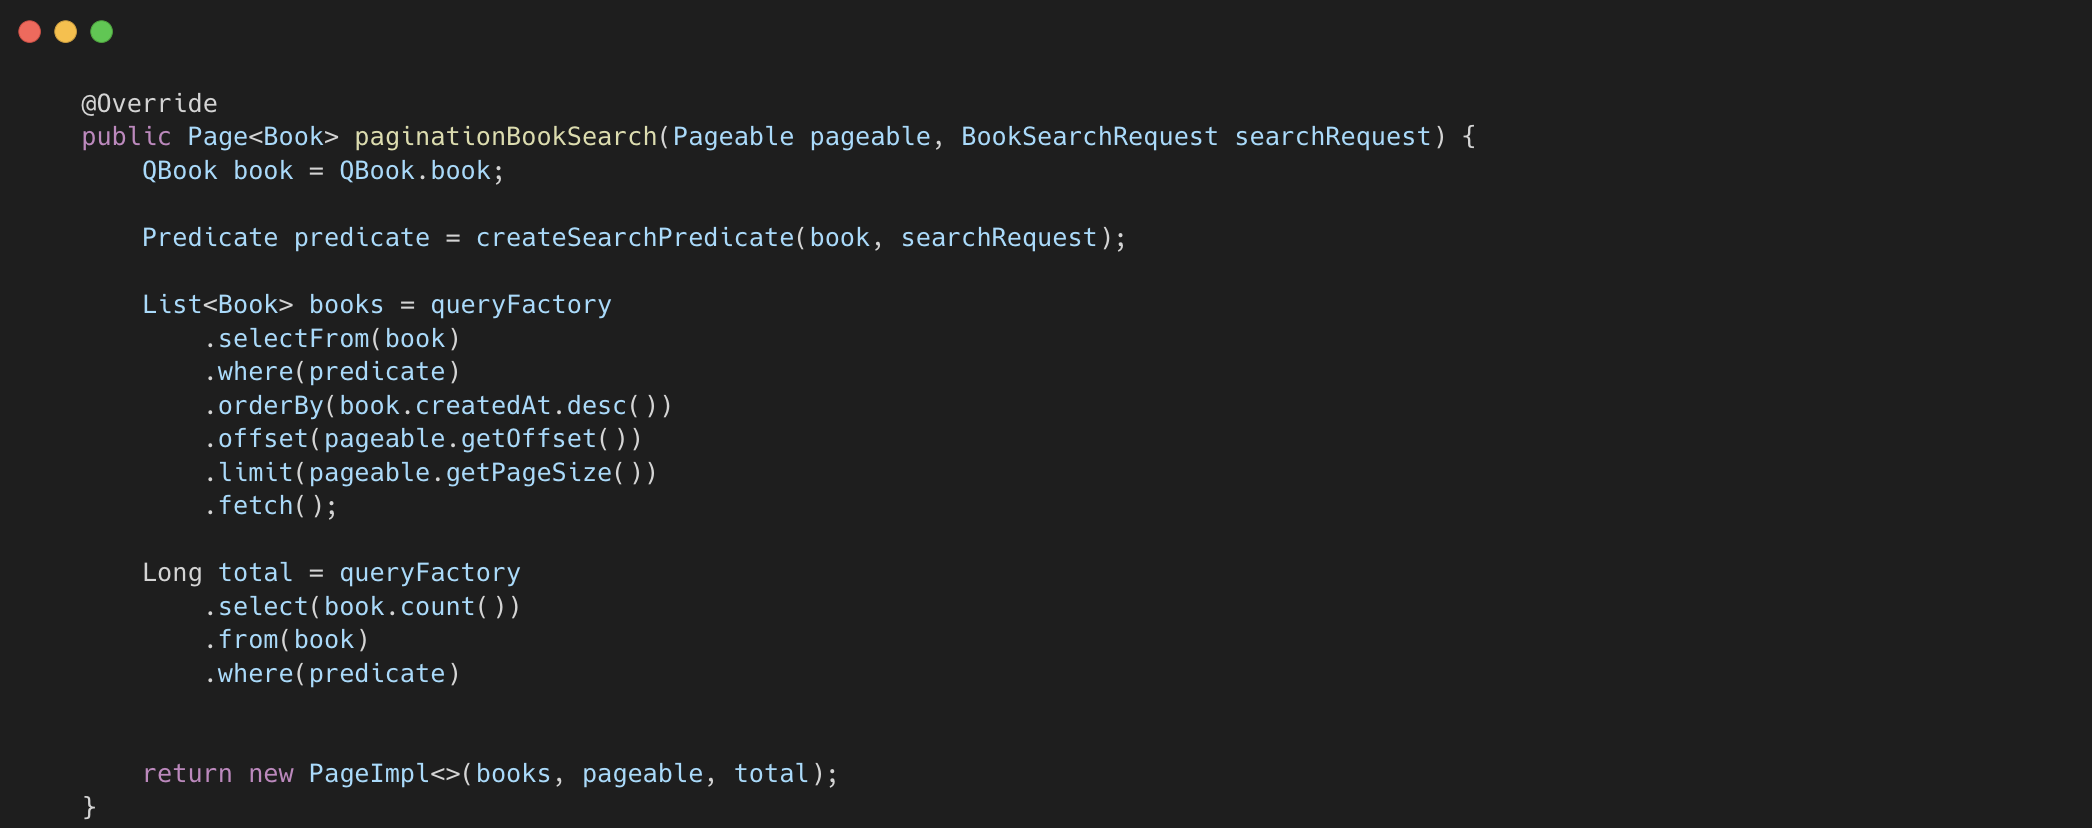 @Override
public Page<Book> paginationBookSearch(Pageable pageable, BookSearchRequest searchRequest) {
    QBook book = QBook.book;

    Predicate predicate = createSearchPredicate(book, searchRequest);

    List<Book> books = queryFactory
        .selectFrom(book)
        .where(predicate)
        .orderBy(book.createdAt.desc())
        .offset(pageable.getOffset())
        .limit(pageable.getPageSize())
        .fetch();

    Long total = queryFactory
        .select(book.count())
        .from(book)
        .where(predicate)


    return new PageImpl<>(books, pageable, total);
}